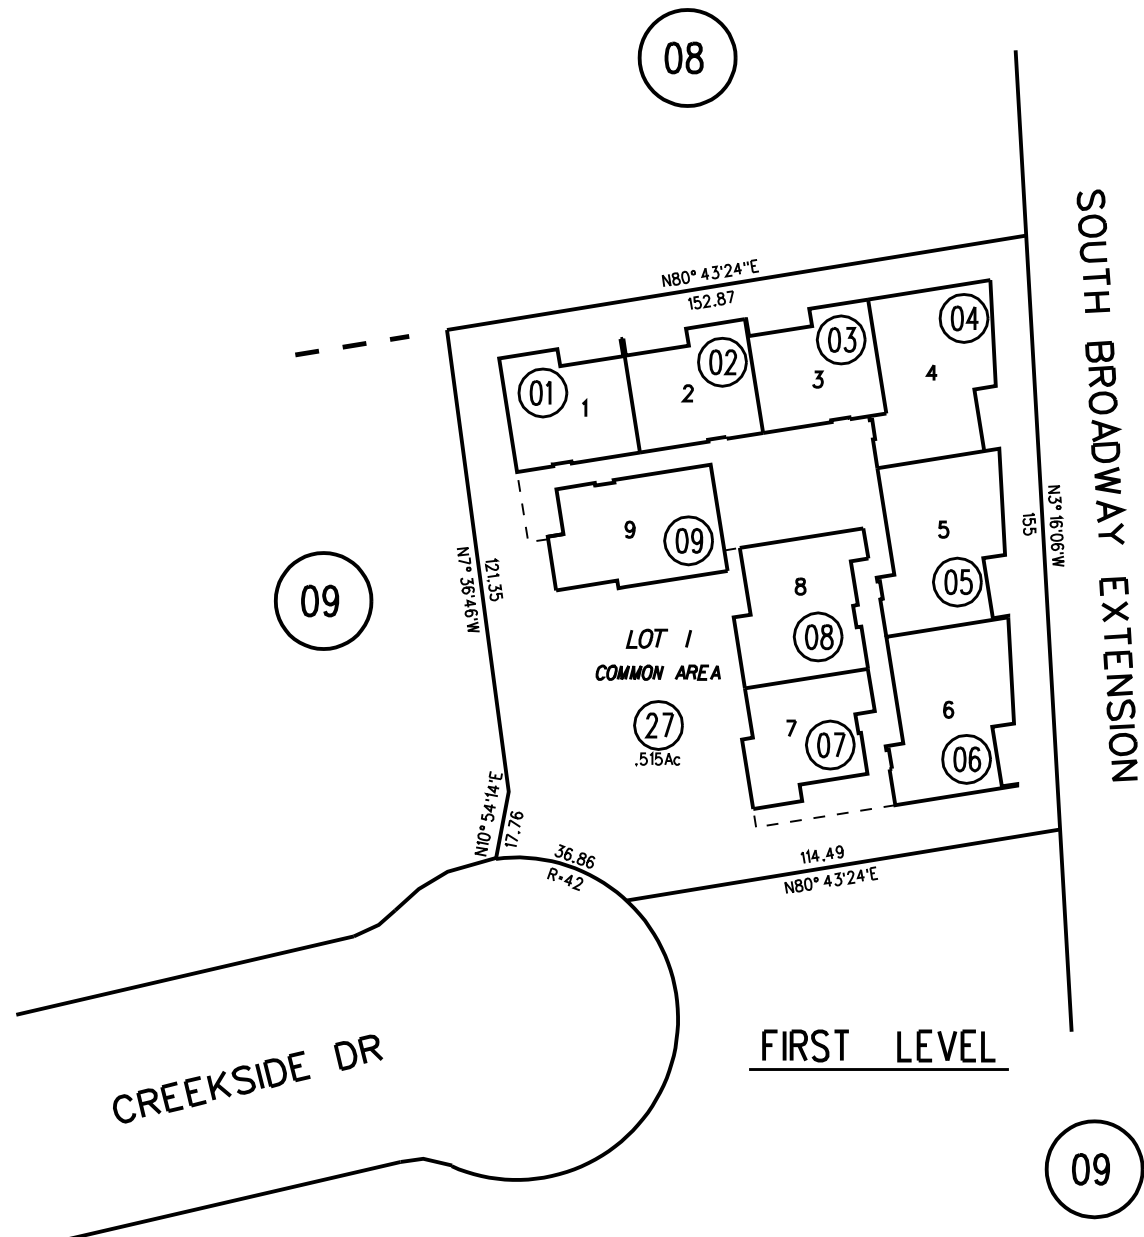 08
SOUTH BROADWAY EXTENSION
N80° 43'24"E
152.87
01
1
02
2
03
3
04
4
N3° 16'06"W
155
N7° 36'46"W
121.35
9
09
5
05
8
08
09
LOT 1
COMMON AREA
27
.515Ac
7
07
6
06
N10° 54'14"E
17.76
36.86
R=42
114.49
N80° 43'24'E
FIRST LEVEL
CREEKSIDE DR
09